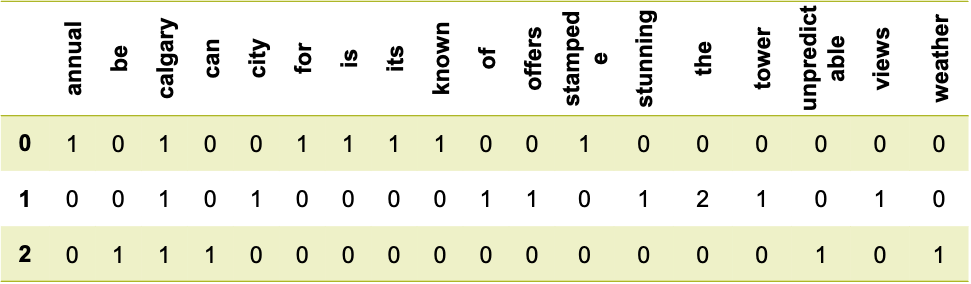 annual be calgary can city for is its known of offers stampede stunning the tower unpredictable views weather
0 1 0 1 0 0 1 1 1 1 0 0 1 0 0 0 0 0 0
1 0 0 1 0 1 0 0 0 0 1 1 0 1 2 1 0 1 0
2 0 1 1 1 0 0 0 0 0 0 0 0 0 0 0 1 0 1